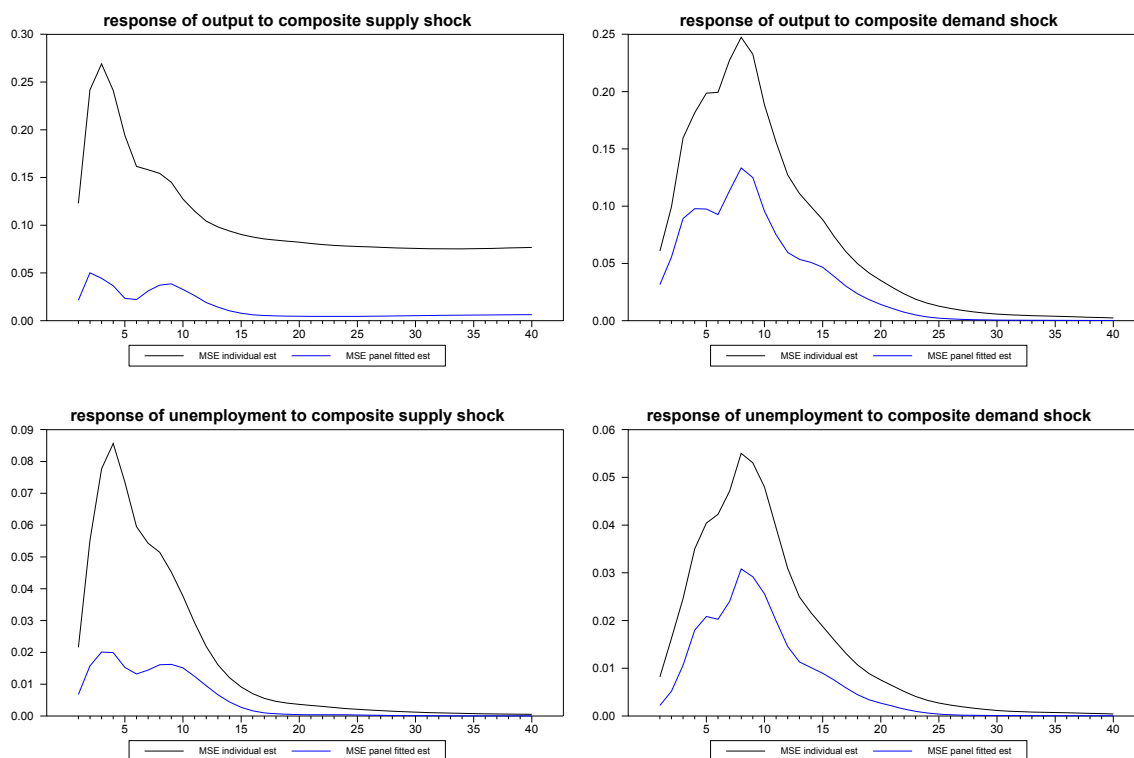 response of output to composite supply shock
0.30
0.25
0.20
0.15
0.10
0.05
0.00
5 10 15 20 25 30 35 40
MSE individual est MSE panel fitted est
response of output to composite demand shock
0.25
0.20
0.15
0.10
0.05
0.00
5 10 15 20 25 30 35 40
MSE individual est MSE panel fitted est
response of unemployment to composite supply shock
0.09
0.08
0.07
0.06
0.05
0.04
0.03
0.02
0.01
0.00
5 10 15 20 25 30 35 40
MSE individual est MSE panel fitted est
response of unemployment to composite demand shock
0.06
0.05
0.04
0.03
0.02
0.01
0.00
5 10 15 20 25 30 35 40
MSE individual est MSE panel fitted est